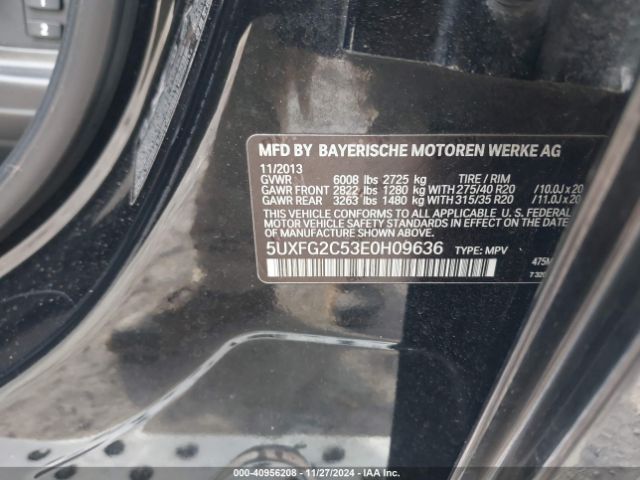 2
MFD BY BAYERISCHE MOTOREN WERKE AG
11/2013
GVWR 6008 lbs 2725 kg TIRE / RIM
GAWR FRONT 2822 lbs 1280 kg WITH 275/40 R20 /10.0J x 20
GAWR REAR 3263 lbs 1480 kg WITH 315/35 R20 /11.0J x 20
THIS VEHICLE CONFORMS TO ALL APPLICABLE U.S. FEDERAL
MOTOR VEHICLE SAFETY STANDARDS IN EFFECT ON THE DATE
OF MANUFACTURE SHOWN ABOVE.
5UXFG2C53E0H09636 TYPE: MPV
475M
000-40956208 - 11/27/2024 - IAA Inc.